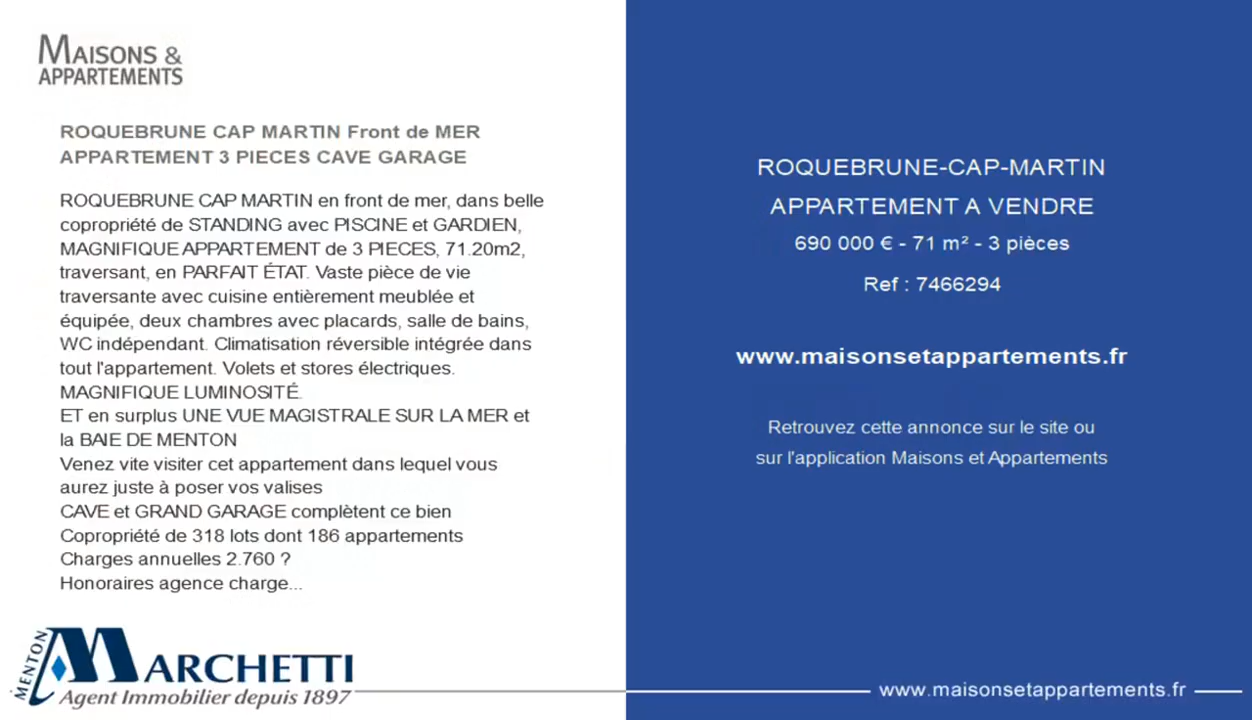 MAISONS &
APPARTEMENTS
ROQUEBRUNE CAP MARTIN Front de MER
APPARTEMENT 3 PIECES CAVE GARAGE
ROQUEBRUNE CAP MARTIN en front de mer, dans belle
copropriété de STANDING avec PISCINE et GARDIEN,
MAGNIFIQUE APPARTEMENT de 3 PIECES, 71.20m2,
traversant, en PARFAIT ÉTAT. Vaste pièce de vie
traversante avec cuisine entièrement meublée et
équipée, deux chambres avec placards, salle de bains,
WC indépendant. Climatisation réversible intégrée dans
tout l'appartement. Volets et stores électriques.
MAGNIFIQUE LUMINOSITÉ.
ET en surplus UNE VUE MAGISTRALE SUR LA MER et
la BAIE DE MENTON
Venez vite visiter cet appartement dans lequel vous
aurez juste à poser vos valises
CAVE et GRAND GARAGE complètent ce bien
Copropriété de 318 lots dont 186 appartements
Charges annuelles 2.760 ?
Honoraires agence charge...
MENTON
MARCHETTI
Agent Immobilier depuis 1897
ROQUEBRUNE-CAP-MARTIN
APPARTEMENT A VENDRE
690 000 € - 71 m² - 3 pièces
Ref : 7466294
www.maisonsetappartements.fr
Retrouvez cette annonce sur le site ou
sur l'application Maisons et Appartements
www.maisonsetappartements.fr